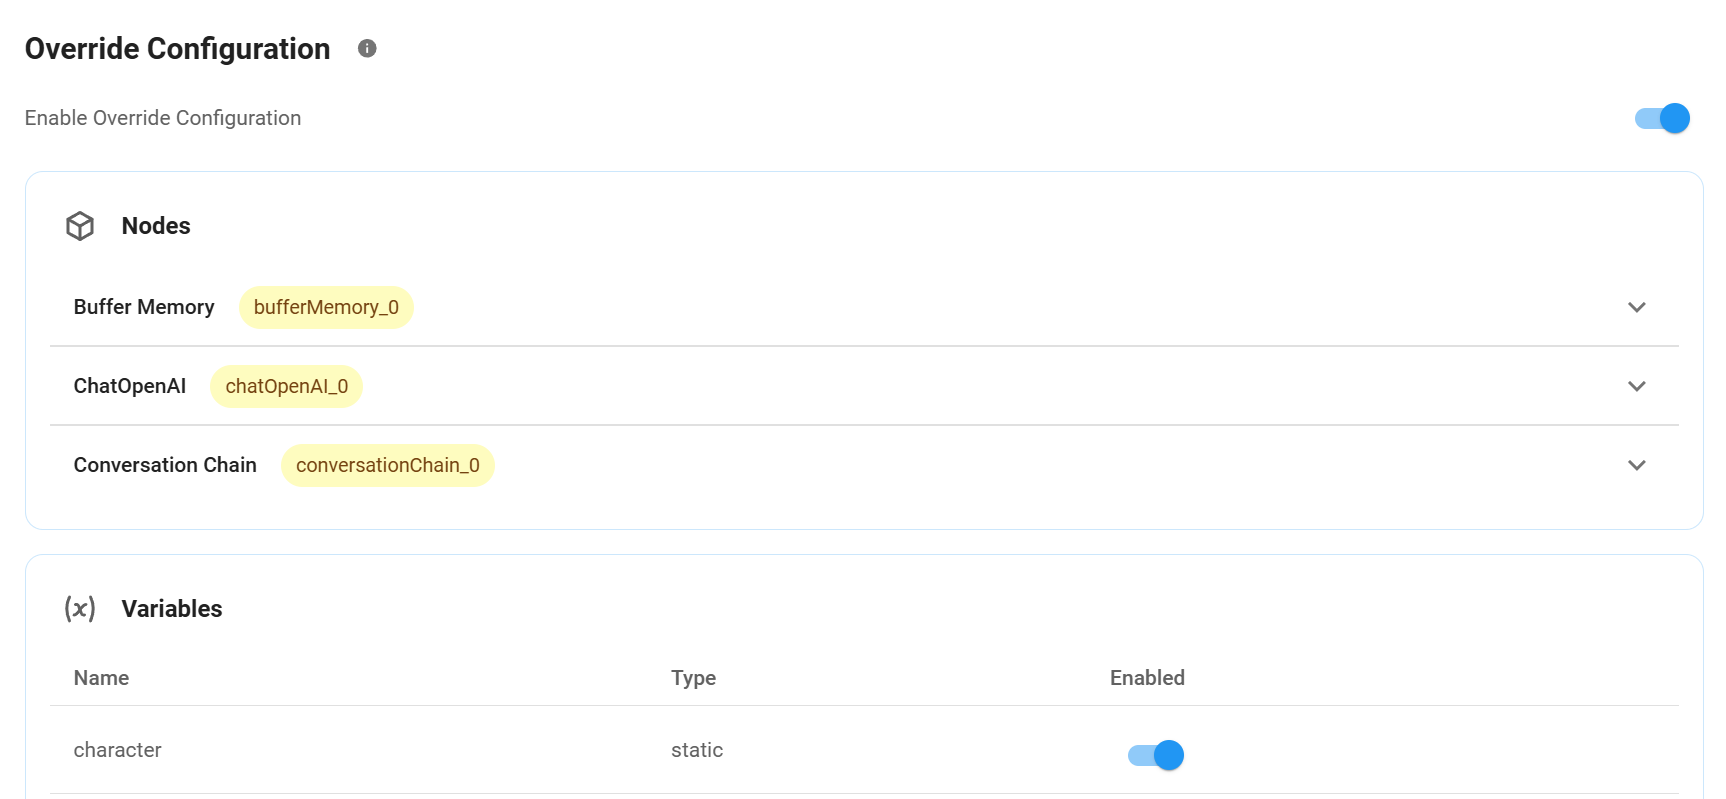 Override Configuration
Enable Override Configuration
Nodes
Buffer Memory bufferMemory_0
ChatOpenAI chatOpenAI_0
Conversation Chain conversationChain_0
(x) Variables
Name Type Enabled
character static